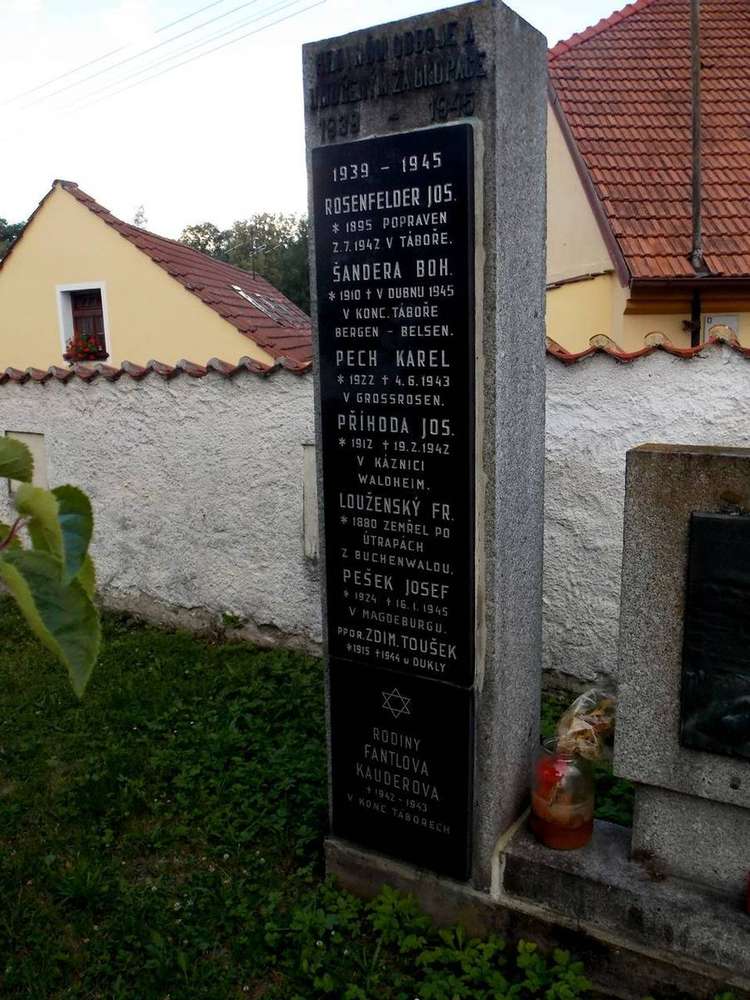 ODBOJE A
ZA OKUPACE
1939 - 1945
1939 - 1945
ROSENFELDER JOS.
* 1895 POPRAVEN
2.7.1942 V TÁBOŘE.
ŠANDERA BOH.
* 1910 † V DUBNU 1945
V KONC. TÁBOŘE
BERGEN - BELSEN.
PECH KAREL
* 1922 † 4.6.1943
V GROSSROSEN.
PŘÍHODA JOS.
* 1912 † 19.2.1942
V KÁZNICI
WALDHEIM.
LOUŽENSKÝ FR.
* 1880 ZEMŘEL PO
ÚTRAPÁCH
Z BUCHENWALDU.
PEŠEK JOSEF
* 1924 † 16.1.1945
V MAGDEBURGU.
PPOR. ZDIM. TOUŠEK
* 1915 † 1944 U DUKLY
RODINY
FANTLOVA
KAUDEROVA
† 1942 - 1943
V KONC TÁBORECH